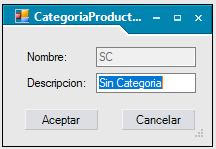 CategoriaProduct...
Nombre: SC
Descripcion: Sin Categoria
Aceptar Cancelar